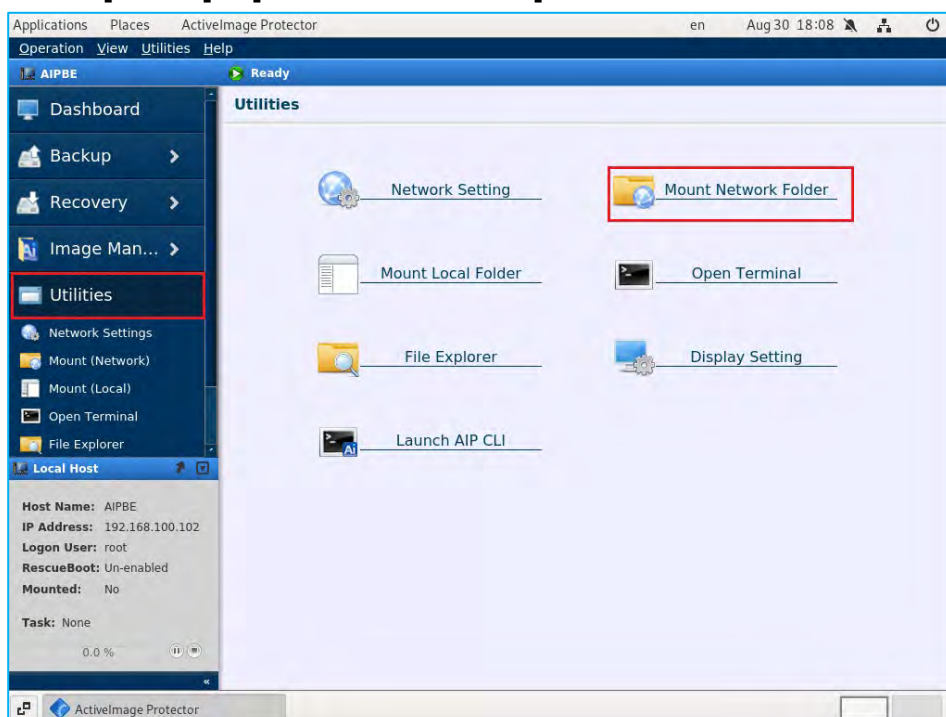 Applications Places ActiveImage Protector en Aug 30 18:08
Operation View Utilities Help
AIPBE Ready
Dashboard
Utilities
Backup
Network Setting Mount Network Folder
Recovery
Image Man...
Mount Local Folder Open Terminal
Utilities
Network Settings
Mount (Network)
File Explorer Display Setting
Mount (Local)
Open Terminal
File Explorer
Launch AIP CLI
Local Host
Host Name: AIPBE
IP Address: 192.168.100.102
Logon User: root
RescueBoot: Un-enabled
Mounted: No
Task: None
0.0 %
ActiveImage Protector